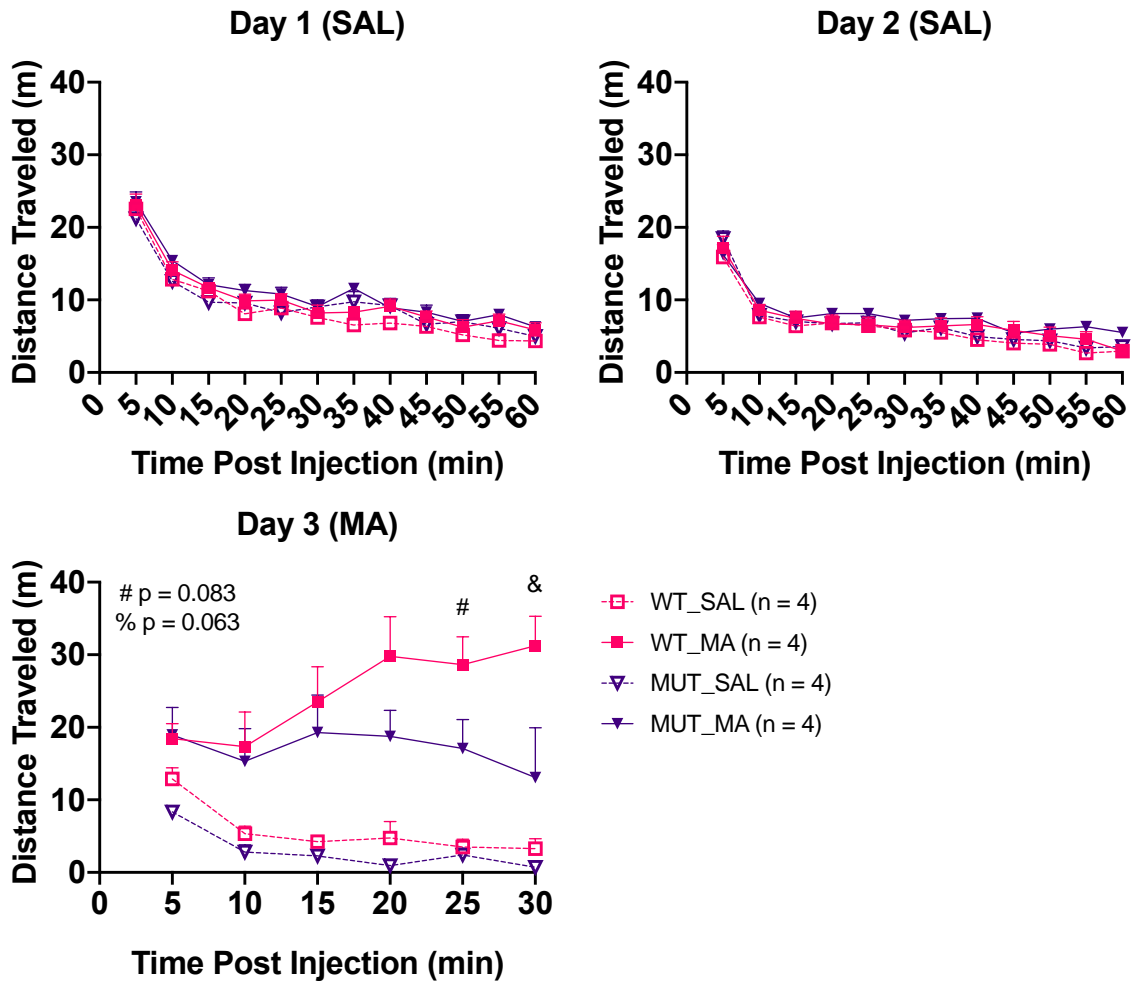 Day 1 (SAL)
Distance Traveled (m)
40
30
20
10
0
0 5 10 15 20 25 30 35 40 45 50 55 60
Time Post Injection (min)
Day 2 (SAL)
Distance Traveled (m)
40
30
20
10
0
0 5 10 15 20 25 30 35 40 45 50 55 60
Time Post Injection (min)
Day 3 (MA)
Distance Traveled (m)
40
30
20
10
0
# p = 0.083
% p = 0.063
#
&
0 5 10 15 20 25 30
Time Post Injection (min)
WT_SAL (n = 4)
WT_MA (n = 4)
MUT_SAL (n = 4)
MUT_MA (n = 4)